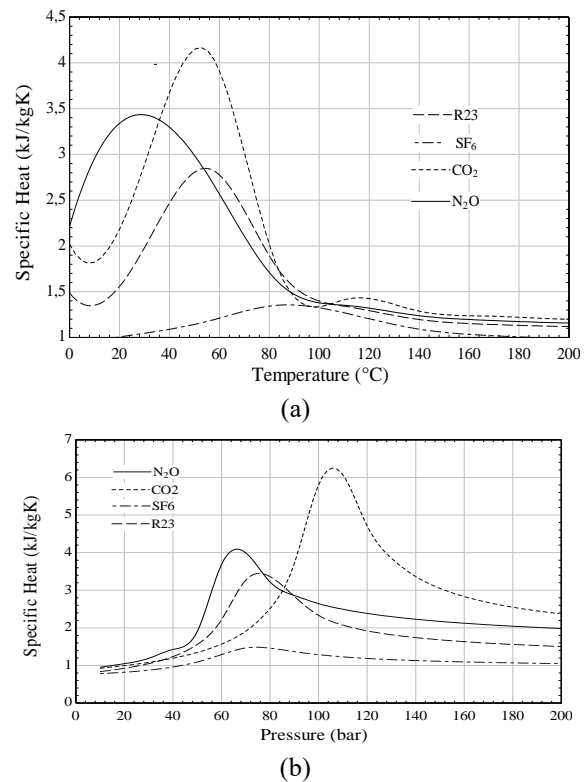 4,5
4
3,5
3
2,5
2
1,5
1
Specific Heat (kJ/kgK)
R23
SF6
CO2
N2O
0 20 40 60 80 100 120 140 160 180 200
Temperature (°C)
(a)
7
6
5
4
3
2
1
0
Specific Heat (kJ/kgK)
N2O
CO2
SF6
R23
0 20 40 60 80 100 120 140 160 180 200
Pressure (bar)
(b)